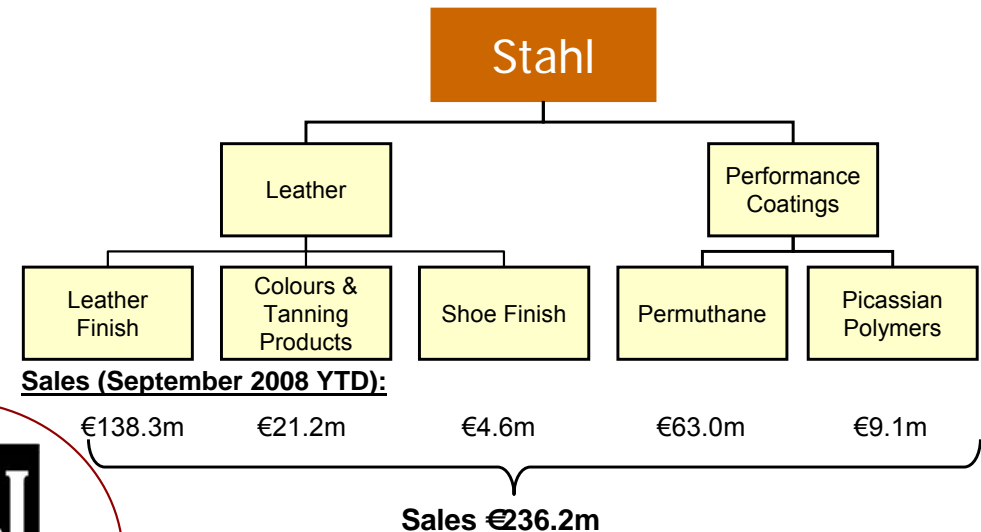 Stahl
Leather
Performance
Coatings
Leather
Finish
Colours &
Tanning
Products
Shoe Finish
Permuthane
Picassian
Polymers
Sales (September 2008 YTD):
€138.3m €21.2m €4.6m €63.0m €9.1m
Sales €236.2m